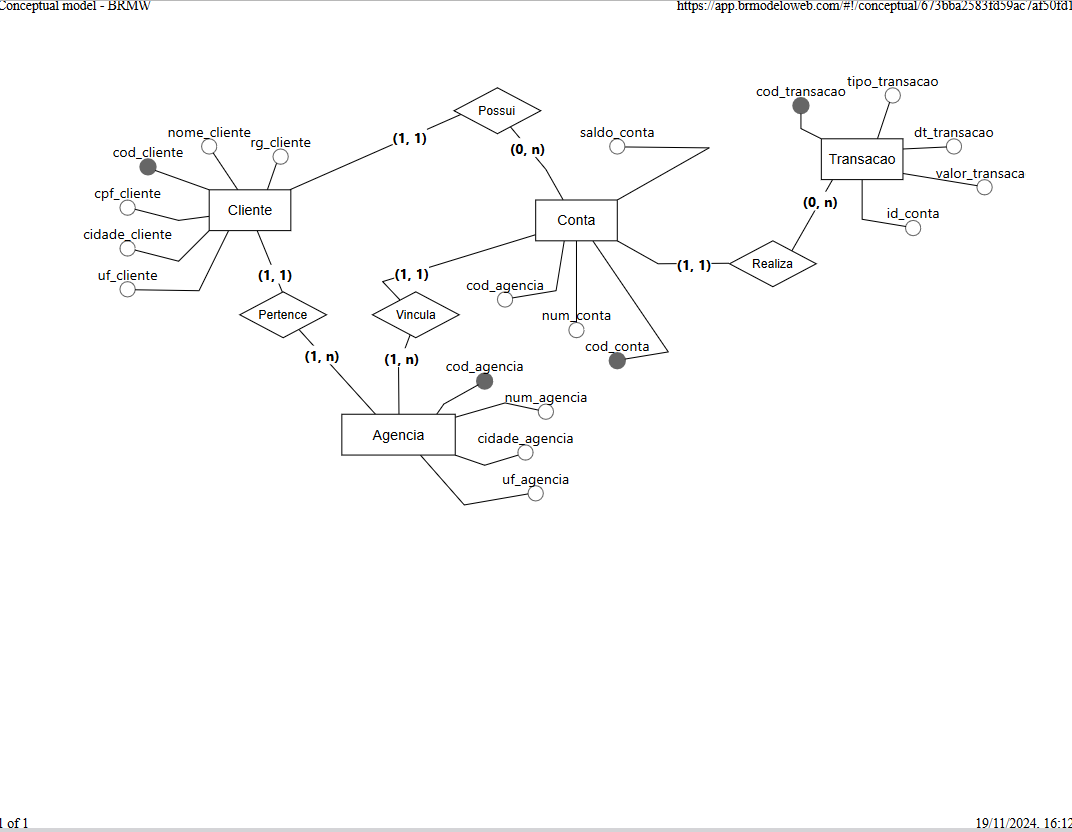 Conceptual model - BRMW
https://app.brmodeloweb.com/#!/conceptual/673bba2583fd59ac7af50fd1
tipo_transacao
cod_transacao
Possui
nome_cliente
saldo_conta
dt_transacao
(1, 1)
rg_cliente
cod_cliente
(0, n)
Transacao
valor_transaca
cpf_cliente
(0, n)
Cliente
id_conta
Conta
cidade_cliente
Realiza
(1, 1)
uf_cliente
(1, 1)
(1, 1)
cod_agencia
Pertence
Vincula
num_conta
cod_conta
(1, n)
(1, n)
cod_agencia
num_agencia
Agencia
cidade_agencia
uf_agencia
1 of 1
19/11/2024, 16:12